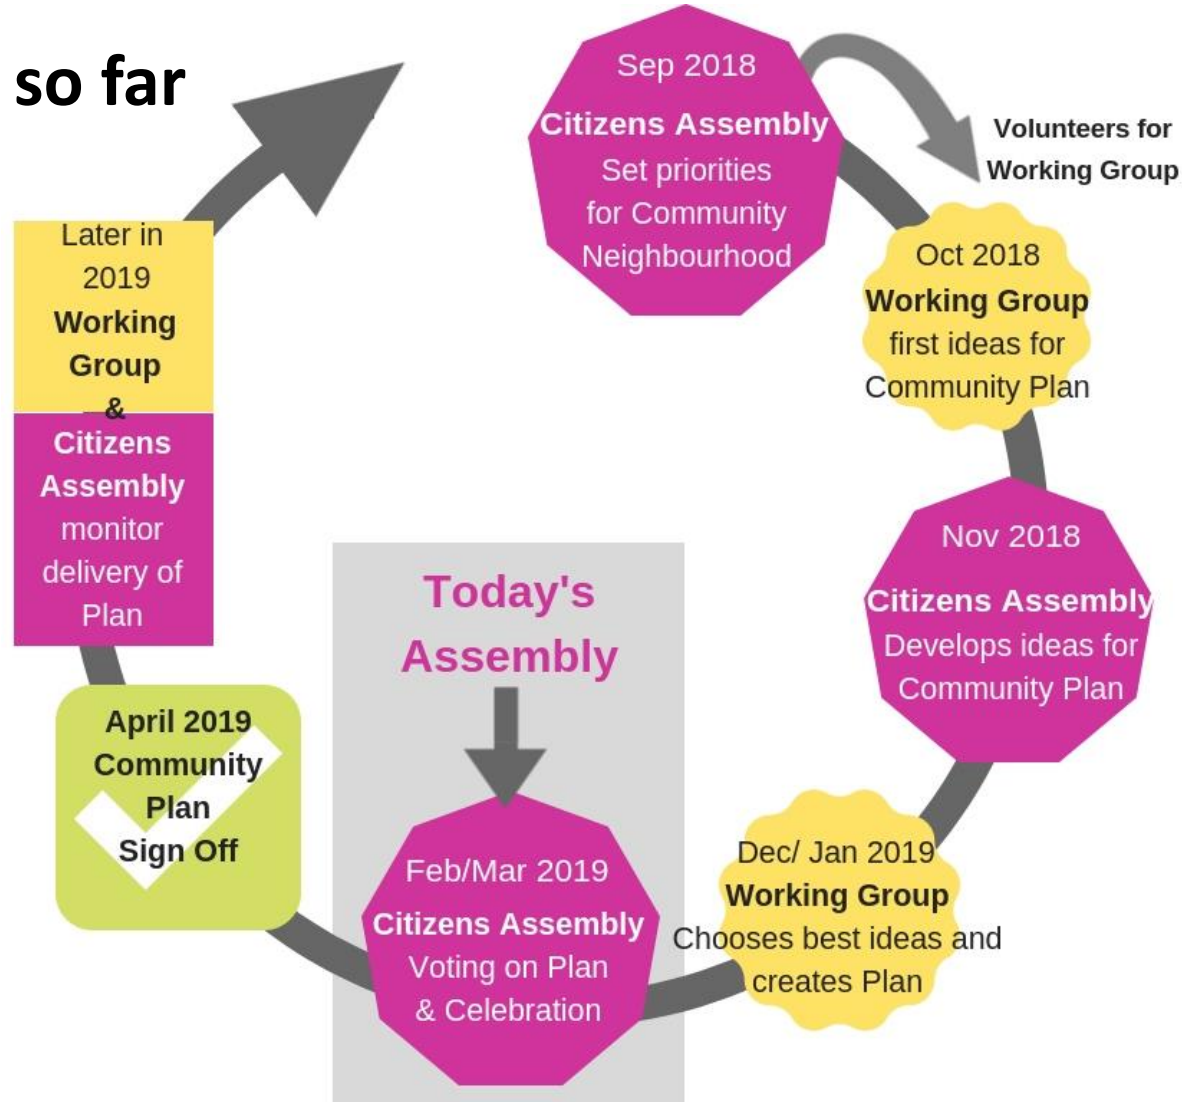 so far
Sep 2018
Citizens Assembly
Set priorities
for Community
Neighbourhood
Volunteers for
Working Group
Oct 2018
Working Group
first ideas for
Community Plan
Nov 2018
Citizens Assembly
Develops ideas for
Community Plan
Dec/ Jan 2019
Working Group
Chooses best ideas and
creates Plan
Today's
Assembly
Feb/Mar 2019
Citizens Assembly
Voting on Plan
& Celebration
April 2019
Community
Plan
Sign Off
Later in
2019
Working
Group
&
Citizens
Assembly
monitor
delivery of
Plan